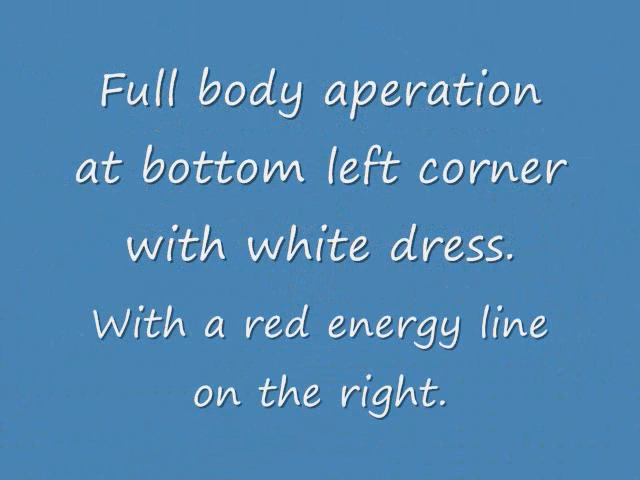 Full body aperation
at bottom left corner
with white dress.
With a red energy line
on the right.